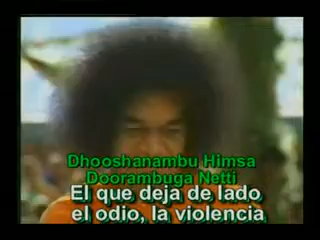 Dhooshanambu Himsa
Doorambuga Netti
El que deja de lado
el odio, la violencia